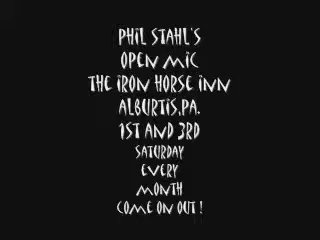 PHIL STAHL'S
OPEN MIC
THE IRON HORSE INN
ALBURTIS,PA.
1ST AND 3RD
SATURDAY
EVERY
MONTH
COME ON OUT !